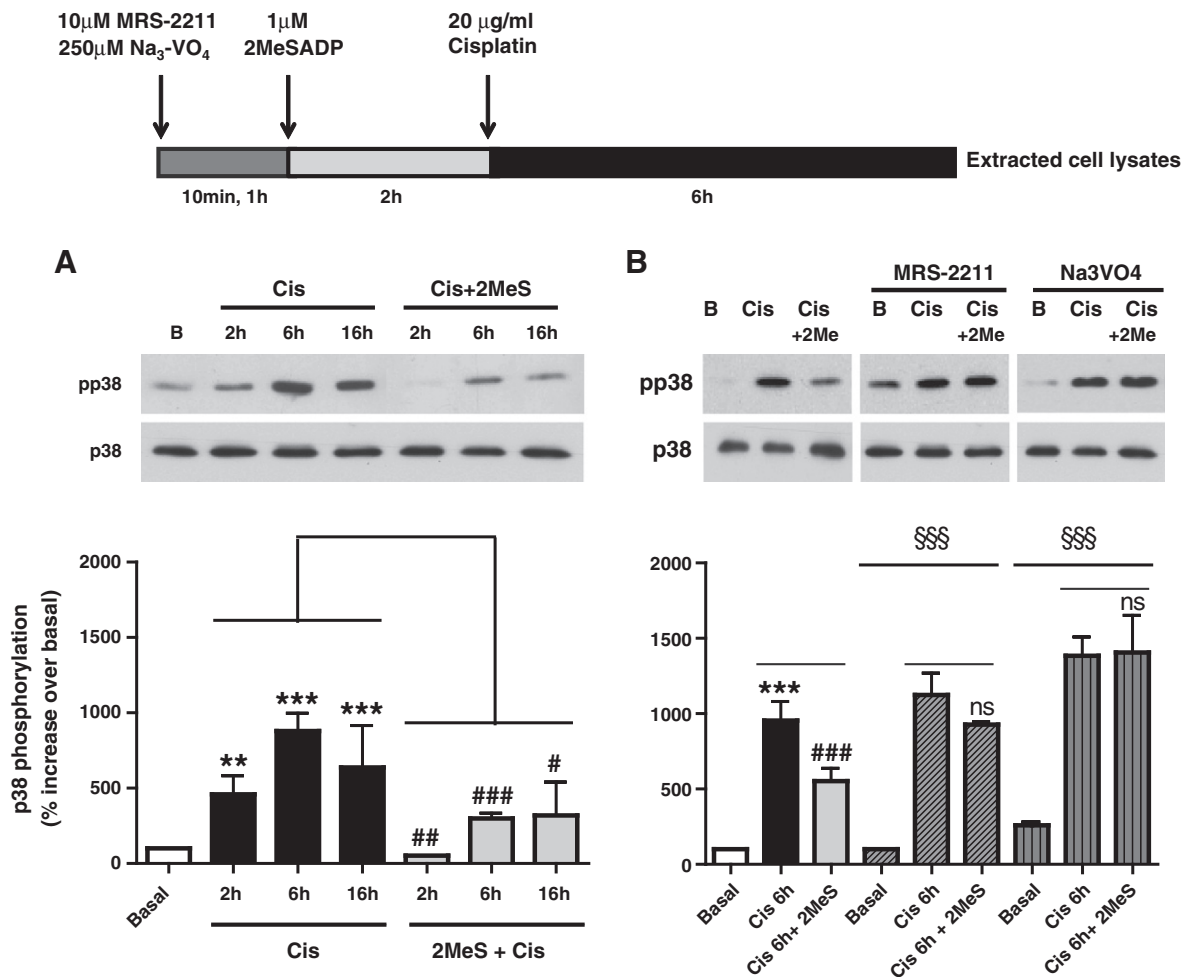 10μM MRS-2211
250μM Na₃-VO₄
1μM
2MeSADP
20 μg/ml
Cisplatin
Extracted cell lysates
10min, 1h
2h
6h
A
Cis
Cis+2MeS
B
2h
6h
16h
2h
6h
16h
pp38
p38
p38 phosphorylation
(% increase over basal)
2000
1500
1000
500
0
**
***
***
##
###
#
Basal
2h
6h
16h
2h
6h
16h
Cis
2MeS + Cis
B
MRS-2211
Na3VO4
B
Cis
Cis
+2Me
B
Cis
Cis
+2Me
B
Cis
Cis
+2Me
pp38
p38
§§§
§§§
2000
1500
1000
500
0
***
###
ns
ns
Basal
Cis 6h
Cis 6h+ 2MeS
Basal
Cis 6h
Cis 6h + 2MeS
Basal
Cis 6h
Cis 6h+ 2MeS